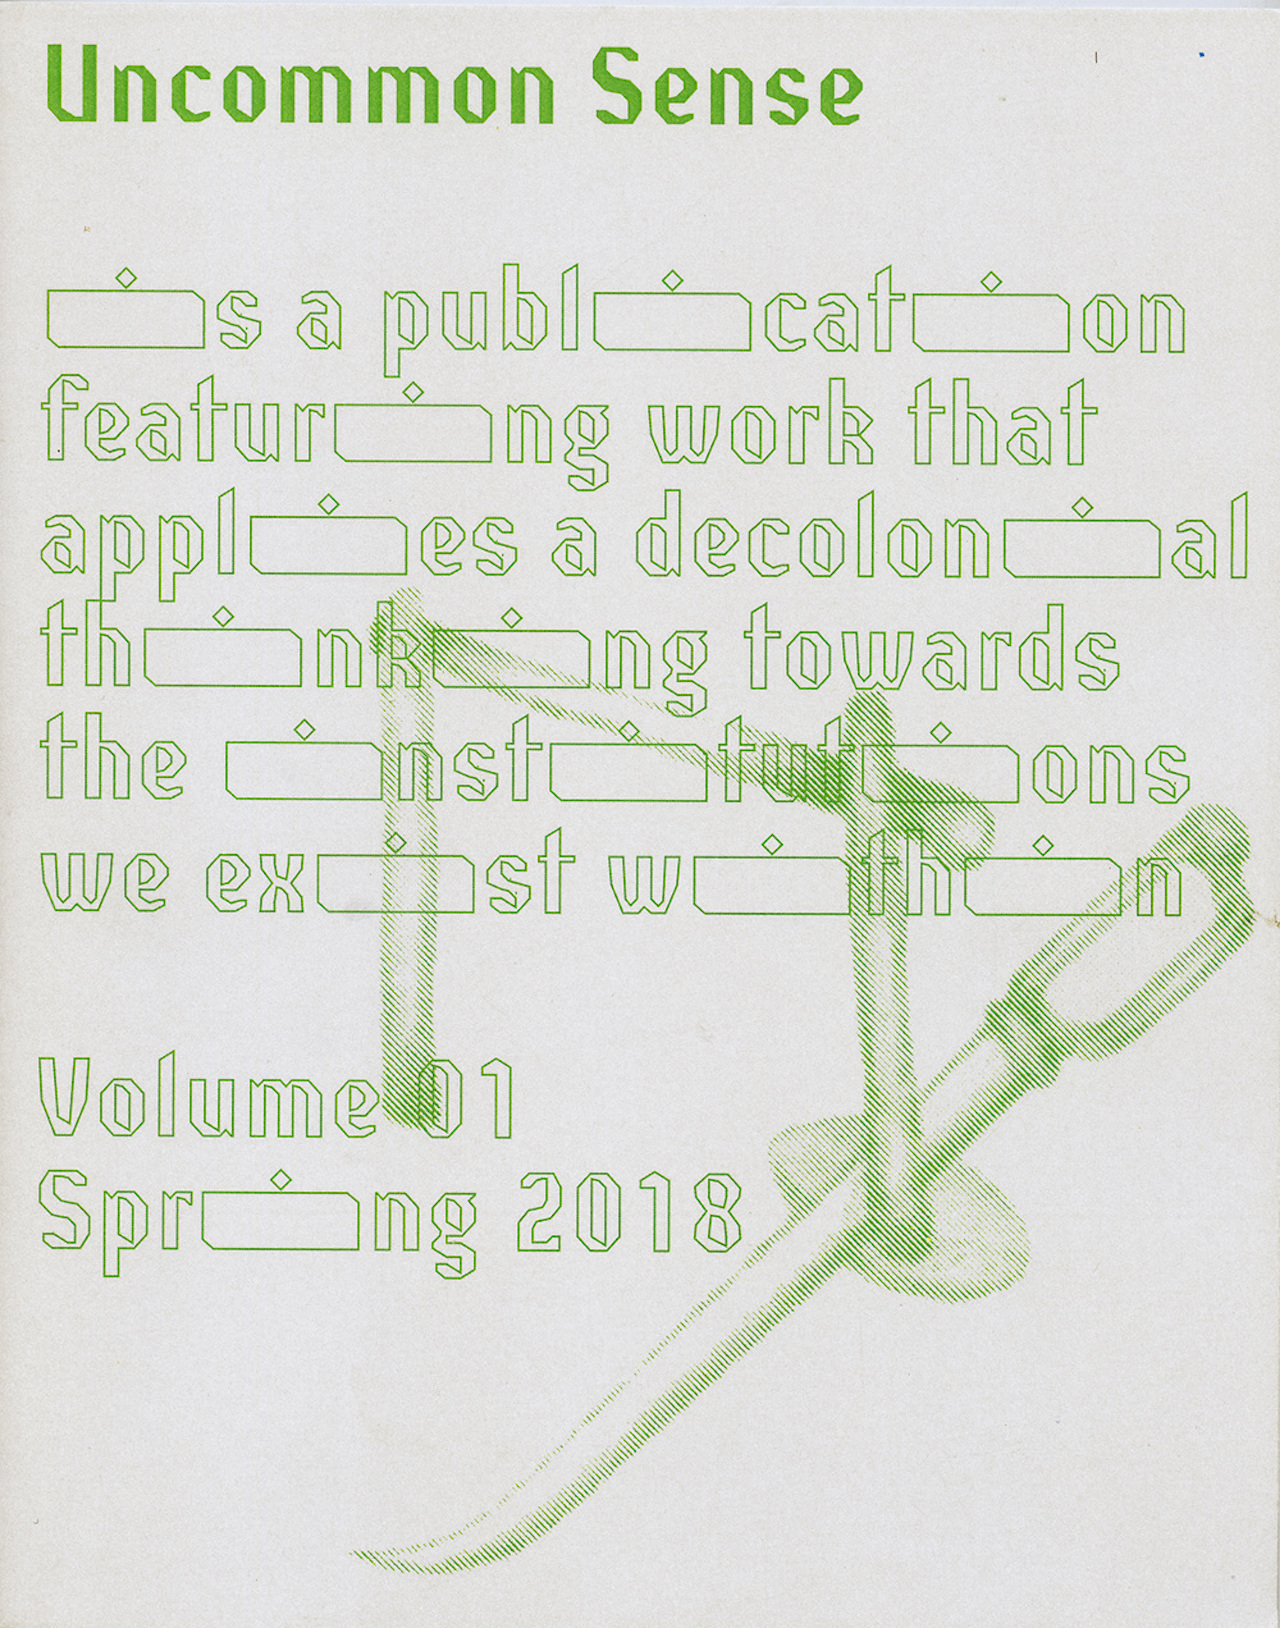 Uncommon Sense
is a publication
featuring work that
applies a decolonial
thinking towards
the institutions
we exist within
Volume 01
Spring 2018